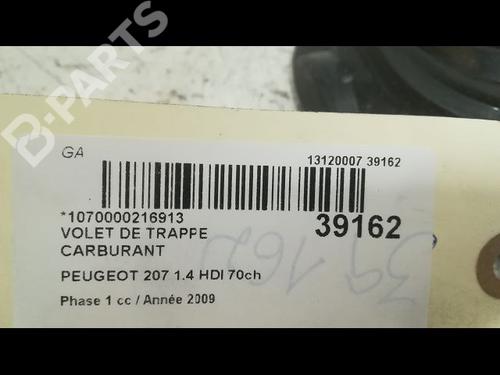 B-PARTS
GA
13120007 39162
*1070000216913
39162
VOLET DE TRAPPE
CARBURANT
39162
PEUGEOT 207 1.4 HDI 70ch
Phase 1 cc / Année 2009